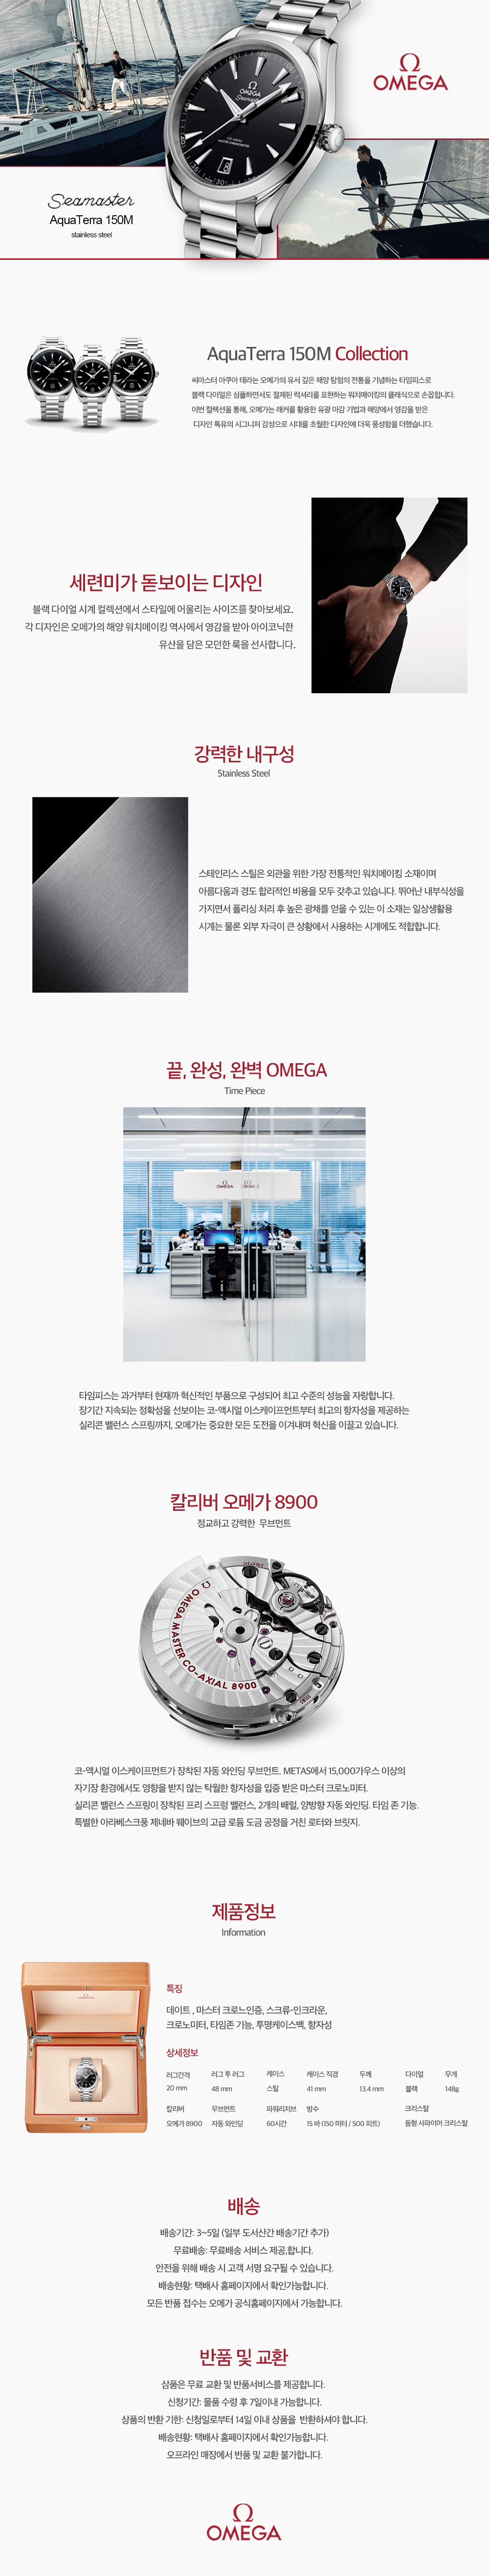 OMEGA
OMEGA
Seamaster
CO-AXIAL
MASTER CHRONOMETER
Seamaster
AquaTerra 150M
stainless steel
AquaTerra 150M Collection
씨마스터 아쿠아 테라는 오메가의 유서 깊은 해양 탐험의 전통을 기념하는 타임피스로
블랙 다이얼은 심플하면서도 절제된 럭셔리를 표현하는 워치메이킹의 클래식으로 손꼽힙니다.
이번 컬렉션을 통해, 오메가는 래커를 활용한 유광 마감 기법과 해양에서 영감을 받은
디자인 특유의 시그니처 감성으로 시대를 초월한 디자인에 더욱 풍성함을 더했습니다.
세련미가 돋보이는 디자인
블랙 다이얼 시계 컬렉션에서 스타일에 어울리는 사이즈를 찾아보세요.
각 디자인은 오메가의 해양 워치메이킹 역사에서 영감을 받아 아이코닉한
유산을 담은 모던한 룩을 선사합니다.
강력한 내구성
Stainless Steel
스테인리스 스틸은 외관을 위한 가장 전통적인 워치메이킹 소재이며
아름다움과 경도 합리적인 비용을 모두 갖추고 있습니다. 뛰어난 내부식성을
가지면서 폴리싱 처리 후 높은 광채를 얻을 수 있는 이 소재는 일상생활용
시계는 물론 외부 자극이 큰 상황에서 사용하는 시계에도 적합합니다.
끝, 완성, 완벽 OMEGA
Time Piece
OMEGA
타임피스는 과거부터 현재까 혁신적인 부품으로 구성되어 최고 수준의 성능을 자랑합니다.
장기간 지속되는 정확성을 선보이는 코-액시얼 이스케이프먼트부터 최고의 항자성을 제공하는
실리콘 밸런스 스프링까지, 오메가는 중요한 모든 도전을 이겨내며 혁신을 이끌고 있습니다.
칼리버 오메가 8900
정교하고 강력한 무브먼트
OMEGA MASTER CO-AXIAL 8900
코-액시얼 이스케이프먼트가 장착된 자동 와인딩 무브먼트. METAS에서 15,000가우스 이상의
자기장 환경에서도 영향을 받지 않는 탁월한 항자성을 입증 받은 마스터 크로노미터.
실리콘 밸런스 스프링이 장착된 프리 스프렁 밸런스, 2개의 배럴, 양방향 자동 와인딩. 타임 존 기능.
특별한 아라베스크풍 제네바 웨이브의 고급 로듐 도금 공정을 거친 로터와 브릿지.
제품정보
Information
특징
데이트 , 마스터 크로노인증, 스크류-인크라운,
크로노미터, 타임존 기능, 투명케이스백, 항자성
상세정보
러그간격 러그 투 러그 케이스 케이스 직경 두께 다이얼 무게
20 mm 48 mm 스틸 41 mm 13.4 mm 블랙 148g
칼리버 무브먼트 파워리저브 방수 크리스탈
오메가 8900 자동 와인딩 60시간 15 바 (150 미터 / 500 피트) 돔형 사파이어 크리스탈
배송
배송기간: 3~5일 (일부 도서산간 배송기간 추가)
무료배송: 무료배송 서비스 제공,합니다.
안전을 위해 배송 시 고객 서명 요구될 수 있습니다.
배송현황: 택배사 홈페이지에서 확인가능합니다.
모든 반품 접수는 오메가 공식홈페이지에서 가능합니다.
반품 및 교환
삼품은 무료 교환 및 반품서비스를 제공합니다.
신청기간: 물품 수령 후 7일이내 가능합니다.
상품의 반환 기한: 신청일로부터 14일 이내 상품을 반환하셔야 합니다.
배송현황: 택배사 홈페이지에서 확인가능합니다.
오프라인 매장에서 반품 및 교환 불가합니다.
OMEGA